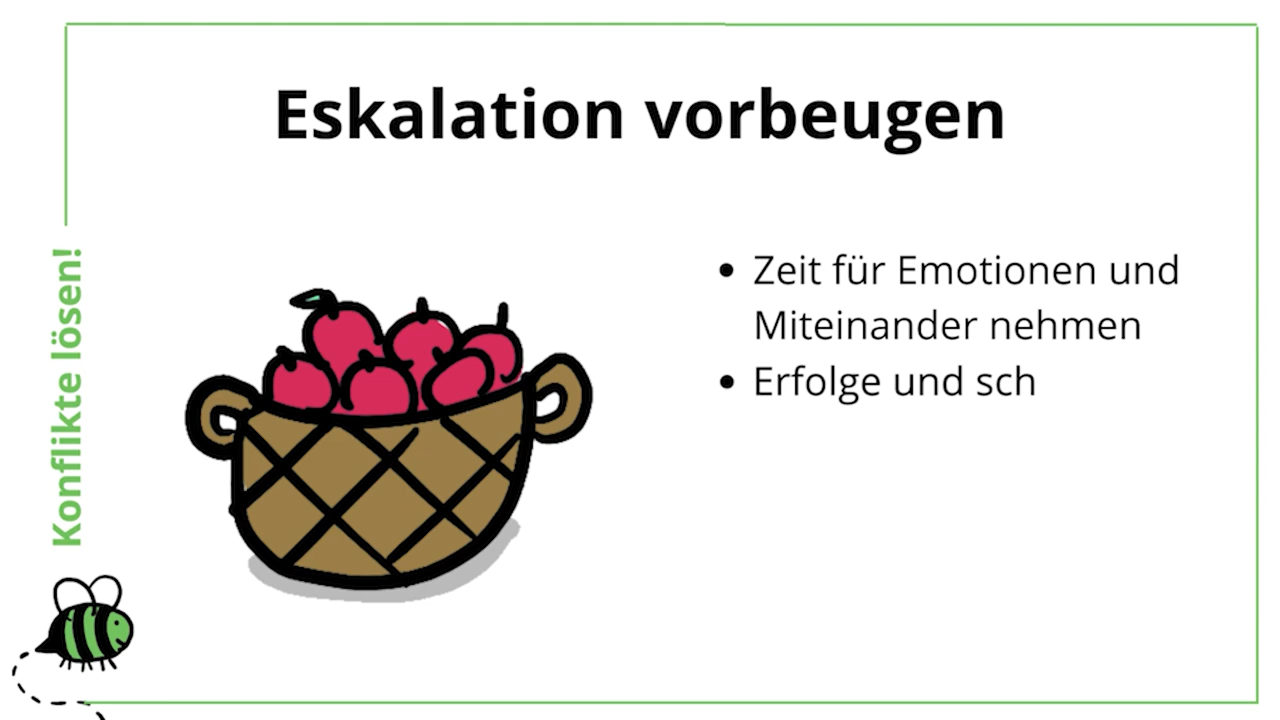 Eskalation vorbeugen
Konflikte lösen!
Zeit für Emotionen und
Miteinander nehmen
Erfolge und sch